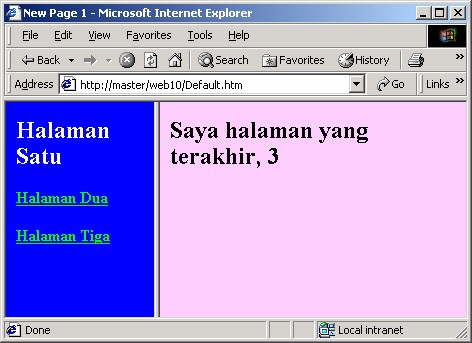 New Page 1 - Microsoft Internet Explorer
File Edit View Favorites Tools Help
Back Search Favorites History »
Address http://master/web10/Default.htm Go Links »
Halaman
Satu
Halaman Dua
Halaman Tiga
Saya halaman yang
terakhir, 3
Done Local intranet